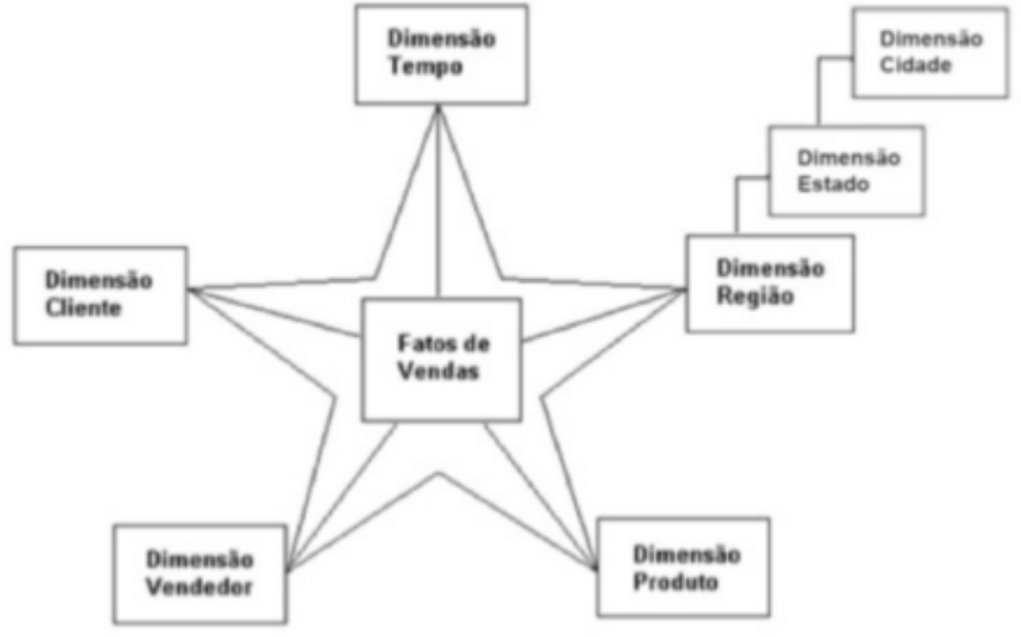 Dimensão
Tempo
Dimensão
Cidade
Dimensão
Estado
Dimensão
Região
Dimensão
Cliente
Fatos de
Vendas
Dimensão
Vendedor
Dimensão
Produto